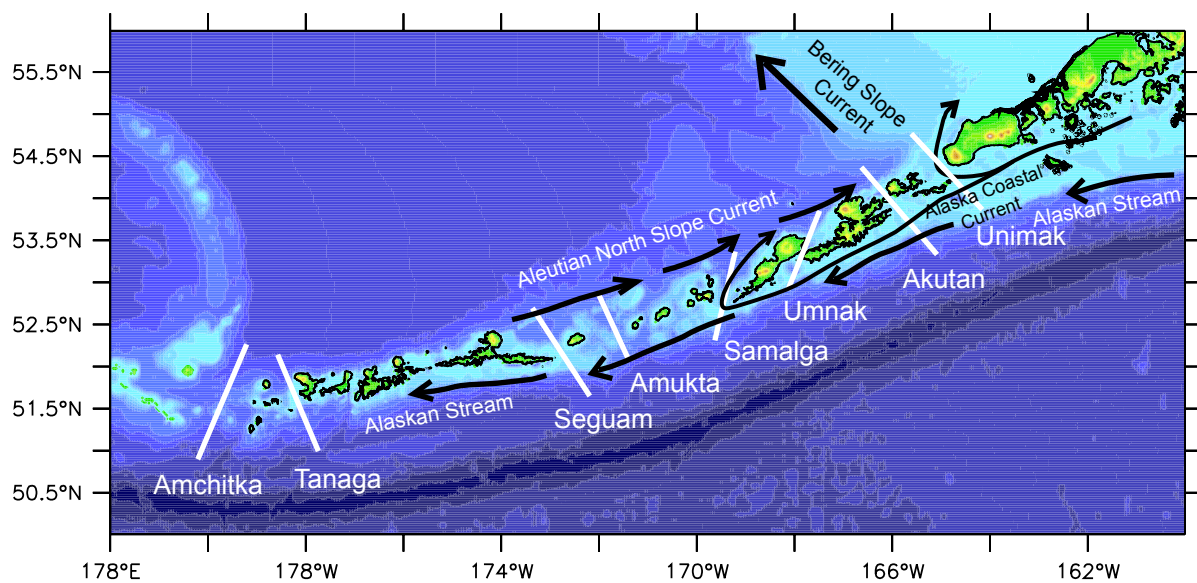 55.5°N
54.5°N
53.5°N
52.5°N
51.5°N
50.5°N
178°E
178°W
174°W
170°W
166°W
162°W
Bering Slope
Current
Aleutian North Slope Current
Alaska Coastal
Current
Alaskan Stream
Unimak
Akutan
Umnak
Samalga
Amukta
Seguam
Alaskan Stream
Tanaga
Amchitka